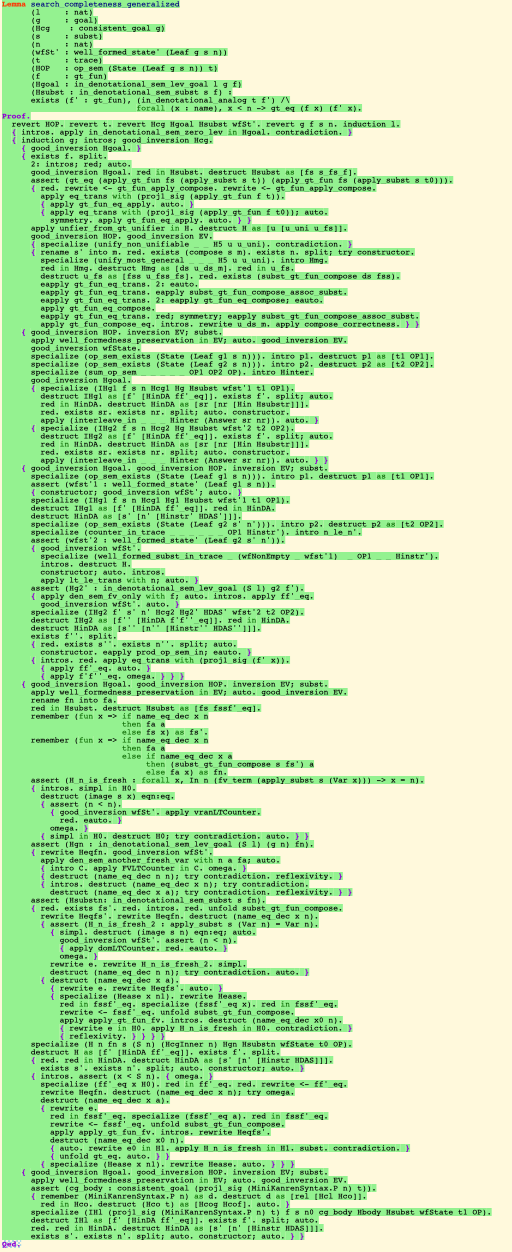 Lemma search_completeness_generalized
(l : nat)
(g : goal)
(Hcg : consistent_goal g)
(s : subst)
(n : nat)
(wfSt' : well_formed_state' (Leaf g s n))
(t : trace)
(HOP : op_sem (State (Leaf g s n)) t)
(f : gt_fun)
(Hgoal : in_denotational_sem_lev_goal l g f)
(Hsubst : in_denotational_sem_subst s f) :
exists (f' : gt_fun), (in_denotational_analog t f') /\
forall (x : name), x < n -> gt_eq (f x) (f' x).
Proof.
revert HOP. revert t. revert Hcg Hgoal Hsubst wfSt'. revert g f s n. induction l.
{ intros. apply in_denotational_sem_zero_lev in Hgoal. contradiction. }
{ induction g; intros; good_inversion Hcg.
{ good_inversion Hgoal. }
{ exists f. split.
2: intros; red; auto.
good_inversion Hgoal. red in Hsubst. destruct Hsubst as [fs s_fs_f].
assert (gt_eq (apply_gt_fun fs (apply_subst s t)) (apply_gt_fun fs (apply_subst s t0))).
{ red. rewrite <- gt_fun_apply_compose. rewrite <- gt_fun_apply_compose.
apply eq_trans with (proj1_sig (apply_gt_fun f t)).
{ apply gt_fun_eq_apply. auto. }
{ apply eq_trans with (proj1_sig (apply_gt_fun f t0)); auto.
symmetry. apply gt_fun_eq_apply. auto. } }
apply unfier_from_gt_unifier in H. destruct H as [u [u_uni u_fs]].
good_inversion HOP. good_inversion EV.
{ specialize (unify_non_unifiable _ _ H5 u u_uni). contradiction. }
{ rename s' into m. red. exists (compose s m). exists n. split; try constructor.
specialize (unify_most_general _ _ _ H5 u u_uni). intro Hmg.
red in Hmg. destruct Hmg as [ds u_ds_m]. red in u_fs.
destruct u_fs as [fss u_fss_fs]. red. exists (subst_gt_fun_compose ds fss).
eapply gt_fun_eq_trans. 2: eauto.
eapply gt_fun_eq_trans. eapply subst_gt_fun_compose_assoc_subst.
eapply gt_fun_eq_trans. 2: eapply gt_fun_eq_compose; eauto.
apply gt_fun_eq_compose.
eapply gt_fun_eq_trans. red; symmetry; eapply subst_gt_fun_compose_assoc_subst.
apply gt_fun_compose_eq. intros. rewrite u_ds_m. apply compose_correctness. } }
{ good_inversion HOP. inversion EV; subst.
apply well_formedness_preservation in EV; auto. good_inversion EV.
good_inversion wfState.
specialize (op_sem_exists (State (Leaf g1 s n))). intro p1. destruct p1 as [t1 OP1].
specialize (op_sem_exists (State (Leaf g2 s n))). intro p2. destruct p2 as [t2 OP2].
specialize (sum_op_sem _ _ _ _ _ OP1 OP2 OP). intro Hinter.
good_inversion Hgoal.
{ specialize (IHg1 f s n Hcg1 Hg Hsubst wfst'1 t1 OP1).
destruct IHg1 as [f' [HinDA ff'_eq]]. exists f'. split; auto.
red in HinDA. destruct HinDA as [sr [nr [Hin Hsubstr]]].
red. exists sr. exists nr. split; auto. constructor.
apply (interleave_in _ _ _ Hinter (Answer sr nr)). auto. }
{ specialize (IHg2 f s n Hcg2 Hg Hsubst wfst'2 t2 OP2).
destruct IHg2 as [f' [HinDA ff'_eq]]. exists f'. split; auto.
red in HinDA. destruct HinDA as [sr [nr [Hin Hsubstr]]].
red. exists sr. exists nr. split; auto. constructor.
apply (interleave_in _ _ _ Hinter (Answer sr nr)). auto. } }
{ good_inversion Hgoal. good_inversion HOP. inversion EV; subst.
specialize (op_sem_exists (State (Leaf g1 s n))). intro p1. destruct p1 as [t1 OP1].
assert (wfst'1 : well_formed_state' (Leaf g1 s n)).
{ constructor; good_inversion wfSt'; auto. }
specialize (IHg1 f s n Hcg1 Hg1 Hsubst wfst'1 t1 OP1).
destruct IHg1 as [f' [HinDA ff'_eq]]. red in HinDA.
destruct HinDA as [s' [n' [Hinstr' HDAS']]].
specialize (op_sem_exists (State (Leaf g2 s' n'))). intro p2. destruct p2 as [t2 OP2].
specialize (counter_in_trace _ _ _ _ _ _ OP1 Hinstr'). intro n_le_n'.
assert (wfst'2 : well_formed_state' (Leaf g2 s' n')).
{ good_inversion wfSt'.
specialize (well_formed_subst_in_trace _ (wfNonEmpty _ wfst'1) _ OP1 _ _ Hinstr').
intros. destruct H.
constructor; auto. intros.
apply lt_le_trans with n; auto. }
assert (Hg2' : in_denotational_sem_lev_goal (S l) g2 f').
{ apply den_sem_fv_only with f; auto. intros. apply ff'_eq.
good_inversion wfSt'. auto. }
specialize (IHg2 f' s' n' Hcg2 Hg2' HDAS' wfst'2 t2 OP2).
destruct IHg2 as [f'' [HinDA f'f''_eq]]. red in HinDA.
destruct HinDA as [s'' [n'' [Hinstr'' HDAS'']]].
exists f''. split.
{ red. exists s''. exists n''. split; auto.
constructor. eapply prod_op_sem_in; eauto. }
{ intros. red. apply eq_trans with (proj1_sig (f' x)).
{ apply ff'_eq. auto. }
{ apply f'f''_eq. omega. } } }
{ good_inversion Hgoal. good_inversion HOP. inversion EV; subst.
apply well_formedness_preservation in EV; auto. good_inversion EV.
rename fn into fa.
red in Hsubst. destruct Hsubst as [fs fssf'_eq].
remember (fun x => if name_eq_dec x n
then fa a
else fs x) as fs'.
remember (fun x => if name_eq_dec x n
then fa a
else if name_eq_dec x a
then (subst_gt_fun_compose s fs') a
else fa x) as fn.
assert (H_n_is_fresh : forall x, In n (fv_term (apply_subst s (Var x))) -> x = n).
{ intros. simpl in H0.
destruct (image s x) eqn:eq.
{ assert (n < n).
{ good_inversion wfSt'. apply vranLTCounter.
red. eauto. }
omega. }
{ simpl in H0. destruct H0; try contradiction. auto. } }
assert (Hgn : in_denotational_sem_lev_goal (S l) (g n) fn).
{ rewrite Heqfn. good_inversion wfSt'.
apply den_sem_another_fresh_var with n a fa; auto.
{ intro C. apply FVLTCounter in C. omega. }
{ destruct (name_eq_dec n n); try contradiction. reflexivity. }
{ intros. destruct (name_eq_dec x n); try contradiction.
destruct (name_eq_dec x a); try contradiction. reflexivity. } }
assert (Hsubstn: in_denotational_sem_subst s fn).
{ red. exists fs'. red. intros. red. unfold subst_gt_fun_compose.
rewrite Heqfs'. rewrite Heqfn. destruct (name_eq_dec x n).
{ assert (H_n_is_fresh_2 : apply_subst s (Var n) = Var n).
{ simpl. destruct (image s n) eqn:eq; auto.
good_inversion wfSt'. assert (n < n).
{ apply domLTCounter. red. eauto. }
omega. }
rewrite e. rewrite H_n_is_fresh_2. simpl.
destruct (name_eq_dec n n); try contradiction. auto. }
{ destruct (name_eq_dec x a).
{ rewrite e. rewrite Heqfs'. auto. }
{ specialize (Hease x n1). rewrite Hease.
red in fssf'_eq. specialize (fssf'_eq x). red in fssf'_eq.
rewrite <- fssf'_eq. unfold subst_gt_fun_compose.
apply apply_gt_fun_fv. intros. destruct (name_eq_dec x0 n).
{ rewrite e in H0. apply H_n_is_fresh in H0. contradiction. }
{ reflexivity. } } } }
specialize (H n fn s (S n) (HcgInner n) Hgn Hsubstn wfState t0 OP).
destruct H as [f' [HinDA ff'_eq]]. exists f'. split.
{ red. red in HinDA. destruct HinDA as [s' [n' [Hinstr HDAS]]].
exists s'. exists n'. split; auto. constructor; auto. }
{ intros. assert (x < S n). { omega. }
specialize (ff'_eq x H0). red in ff'_eq. red. rewrite <- ff'_eq.
rewrite Heqfn. destruct (name_eq_dec x n); try omega.
destruct (name_eq_dec x a).
{ rewrite e.
red in fssf'_eq. specialize (fssf'_eq a). red in fssf'_eq.
rewrite <- fssf'_eq. unfold subst_gt_fun_compose.
apply apply_gt_fun_fv. intros. rewrite Heqfs'.
destruct (name_eq_dec x0 n).
{ auto. rewrite e0 in H1. apply H_n_is_fresh in H1. subst. contradiction. }
{ unfold gt_eq. auto. } }
{ specialize (Hease x n1). rewrite Hease. auto. } } }
{ good_inversion Hgoal. good_inversion HOP. inversion EV; subst.
apply well_formedness_preservation in EV; auto. good_inversion EV.
assert (cg_body : consistent_goal (proj1_sig (MiniKanrenSyntax.P n) t)).
{ remember (MiniKanrenSyntax.P n) as d. destruct d as [rel [Hcl Hco]].
red in Hco. destruct (Hco t) as [Hcog Hcof]. auto. }
specialize (IHl (proj1_sig (MiniKanrenSyntax.P n) t) f s n0 cg_body Hbody Hsubst wfState t1 OP).
destruct IHl as [f' [HinDA ff'_eq]]. exists f'. split; auto.
red. red in HinDA. destruct HinDA as [s' [n' [Hinstr HDAS]]].
exists s'. exists n'. split; auto. constructor; auto. } }
Qed.